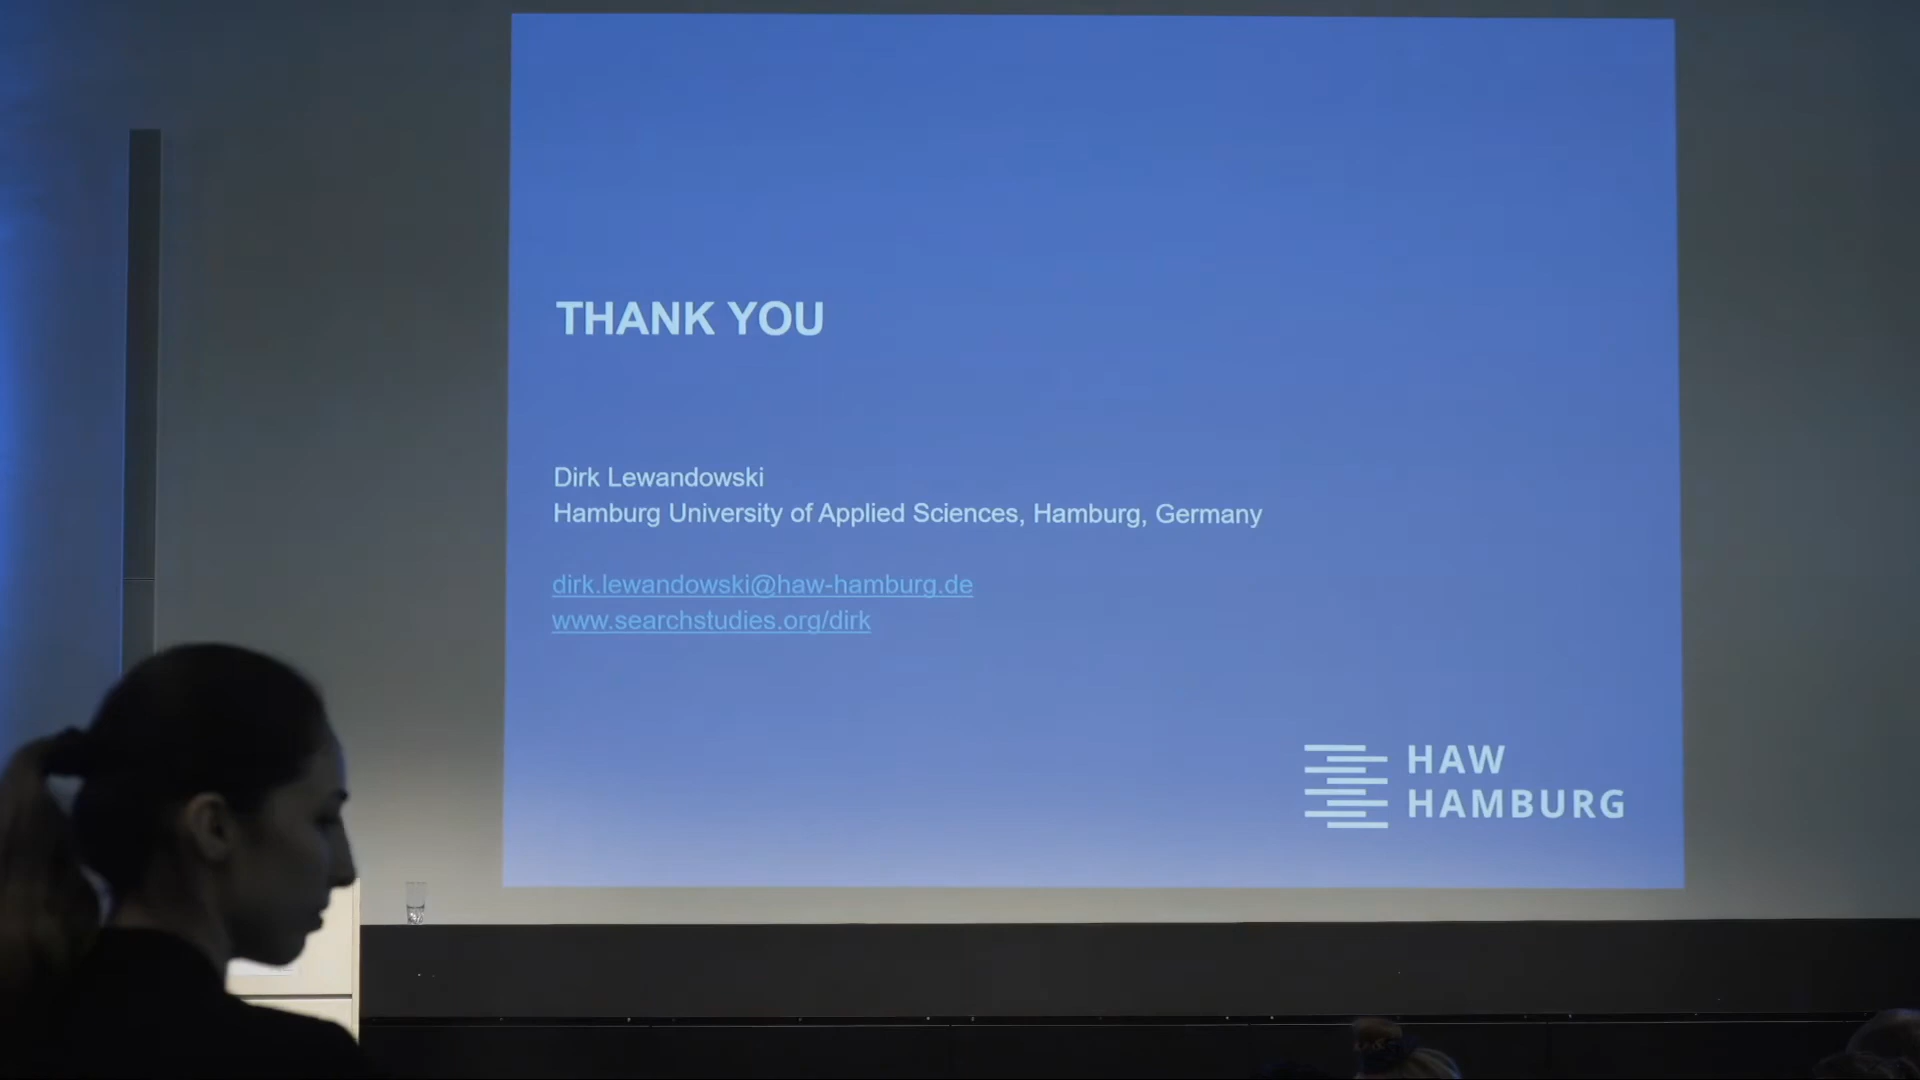 THANK YOU
Dirk Lewandowski
Hamburg University of Applied Sciences, Hamburg, Germany
dirk.lewandowski@haw-hamburg.de
www.searchstudies.org/dirk
HAW
HAMBURG